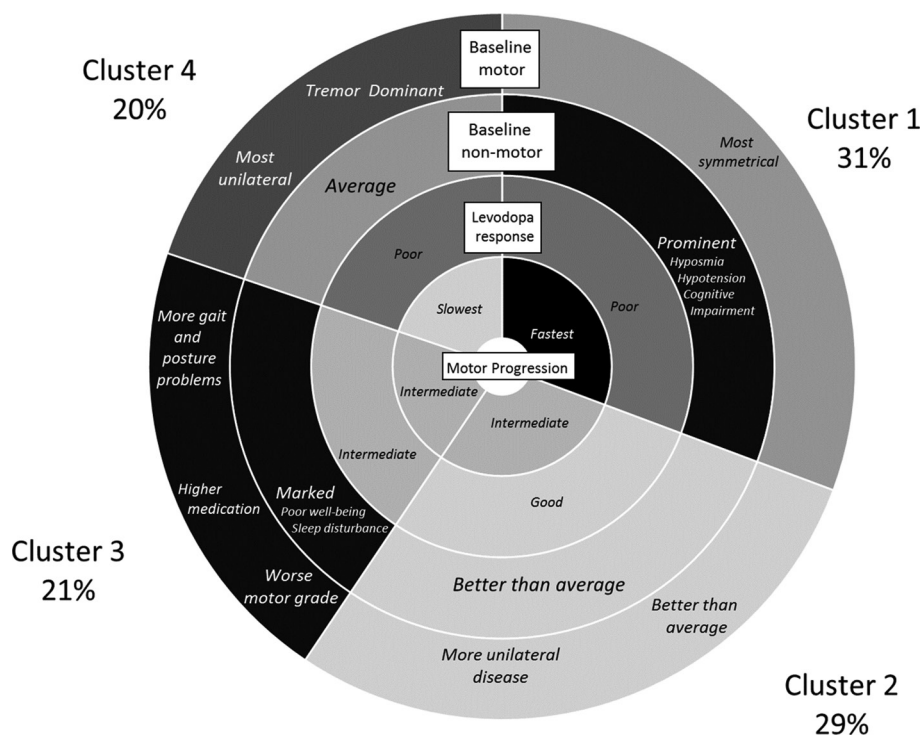 Cluster 4
20%
Cluster 1
31%
Cluster 3
21%
Cluster 2
29%
Baseline
motor
Tremor Dominant
Most
unilateral
Most
symmetrical
More gait
and
posture
problems
Higher
medication
Worse
motor grade
More unilateral
disease
Better than
average
Baseline
non-motor
Average
Prominent
Hyposmia
Hypotension
Cognitive
Impairment
Marked
Poor well-being
Sleep disturbance
Better than average
Levodopa
response
Poor
Poor
Intermediate
Good
Motor Progression
Slowest
Fastest
Intermediate
Intermediate